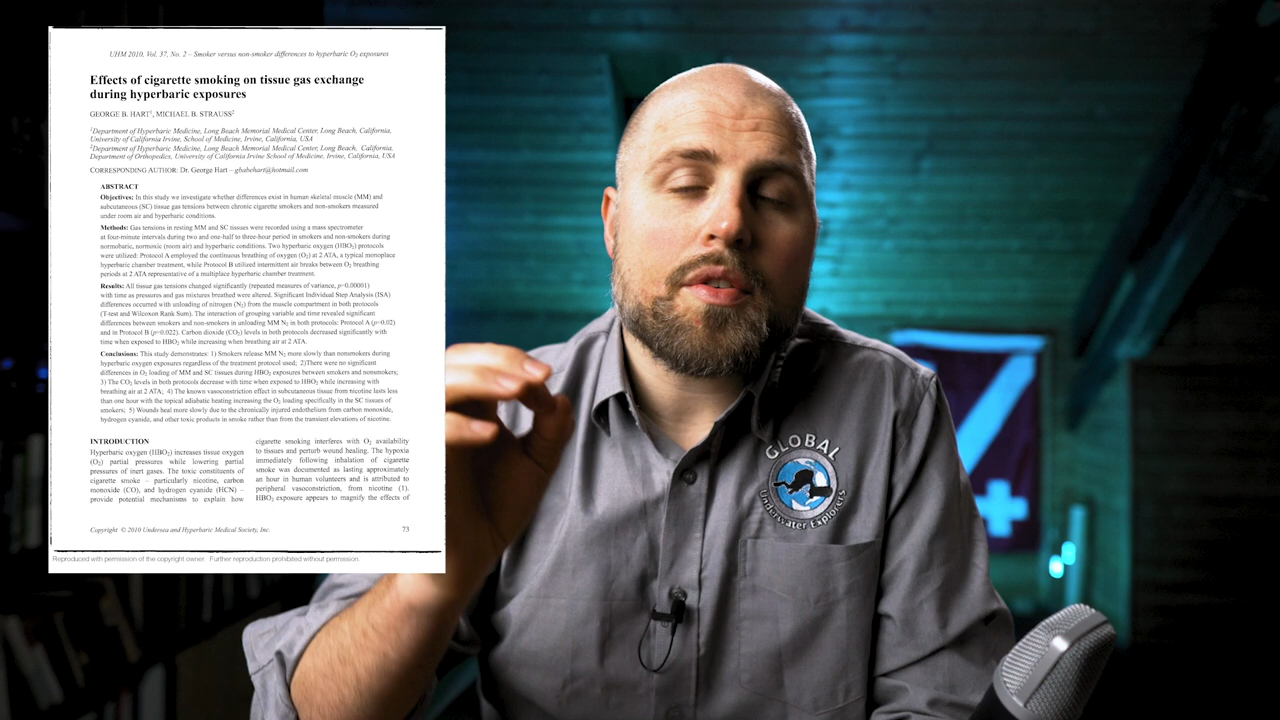 UHM 2010, Vol. 37, No. 2 – Smoker versus non-smoker differences to hyperbaric O2 exposures
Effects of cigarette smoking on tissue gas exchange
during hyperbaric exposures
GEORGE B. HART1, MICHAEL B. STRAUSS2
1Department of Hyperbaric Medicine, Long Beach Memorial Medical Center, Long Beach, California,
University of California Irvine, School of Medicine, Irvine, California, USA
2Department of Hyperbaric Medicine, Long Beach Memorial Medical Center, Long Beach, California,
Department of Orthopedics, University of California Irvine School of Medicine, Irvine, California, USA
CORRESPONDING AUTHOR: Dr. George Hart – gbabehart@hotmail.com
ABSTRACT
Objectives: In this study we investigate whether differences exist in human skeletal muscle (MM) and
subcutaneous (SC) tissue gas tensions between chronic cigarette smokers and non-smokers measured
under room air and hyperbaric conditions.
Methods: Gas tensions in resting MM and SC tissues were recorded using a mass spectrometer
at four-minute intervals during two and one-half to three-hour period in smokers and non-smokers during
normobaric, normoxic (room air) and hyperbaric conditions. Two hyperbaric oxygen (HBO2) protocols
were utilized: Protocol A employed the continuous breathing of oxygen (O2) at 2 ATA, a typical monoplace
hyperbaric chamber treatment, while Protocol B utilized intermittent air breaks between O2 breathing
periods at 2 ATA representative of a multiplace hyperbaric chamber treatment.
Results: All tissue gas tensions changed significantly (repeated measures of variance, p=0.00001)
with time as pressures and gas mixtures breathed were altered. Significant Individual Step Analysis (ISA)
differences occurred with unloading of nitrogen (N2) from the muscle compartment in both protocols
(T-test and Wilcoxon Rank Sum). The interaction of grouping variable and time revealed significant
differences between smokers and non-smokers in unloading MM N2 in both protocols: Protocol A (p=0.02)
and in Protocol B (p=0.022). Carbon dioxide (CO2) levels in both protocols decreased significantly with
time when exposed to HBO2 while increasing when breathing air at 2 ATA.
Conclusions: This study demonstrates: 1) Smokers release MM N2 more slowly than nonsmokers during
hyperbaric oxygen exposures regardless of the treatment protocol used; 2)There were no significant
differences in O2 loading of MM and SC tissues during HBO2 exposures between smokers and nonsmokers;
3) The CO2 levels in both protocols decrease with time when exposed to HBO2 while increasing with
breathing air at 2 ATA; 4) The known vasoconstriction effect in subcutaneous tissue from nicotine lasts less
than one hour with the topical adiabatic heating increasing the O2 loading specifically in the SC tissues of
smokers; 5) Wounds heal more slowly due to the chronically injured endothelium from carbon monoxide,
hydrogen cyanide, and other toxic products in smoke rather than from the transient elevations of nicotine.
INTRODUCTION
Hyperbaric oxygen (HBO2) increases tissue oxygen
(O2) partial pressures while lowering partial
pressures of inert gases. The toxic constituents of
cigarette smoke – particularly nicotine, carbon
monoxide (CO), and hydrogen cyanide (HCN) –
provide potential mechanisms to explain how
cigarette smoking interferes with O2 availability
to tissues and perturb wound healing. The hypoxia
immediately following inhalation of cigarette
smoke was documented as lasting approximately
an hour in human volunteers and is attributed to
peripheral vasoconstriction, from nicotine (1).
HBO2 exposure appears to magnify the effects of
Copyright © 2010 Undersea and Hyperbaric Medical Society, Inc.
73
Reproduced with permission of the copyright owner. Further reproduction prohibited without permission.
GLOBAL
Underwater Explorers